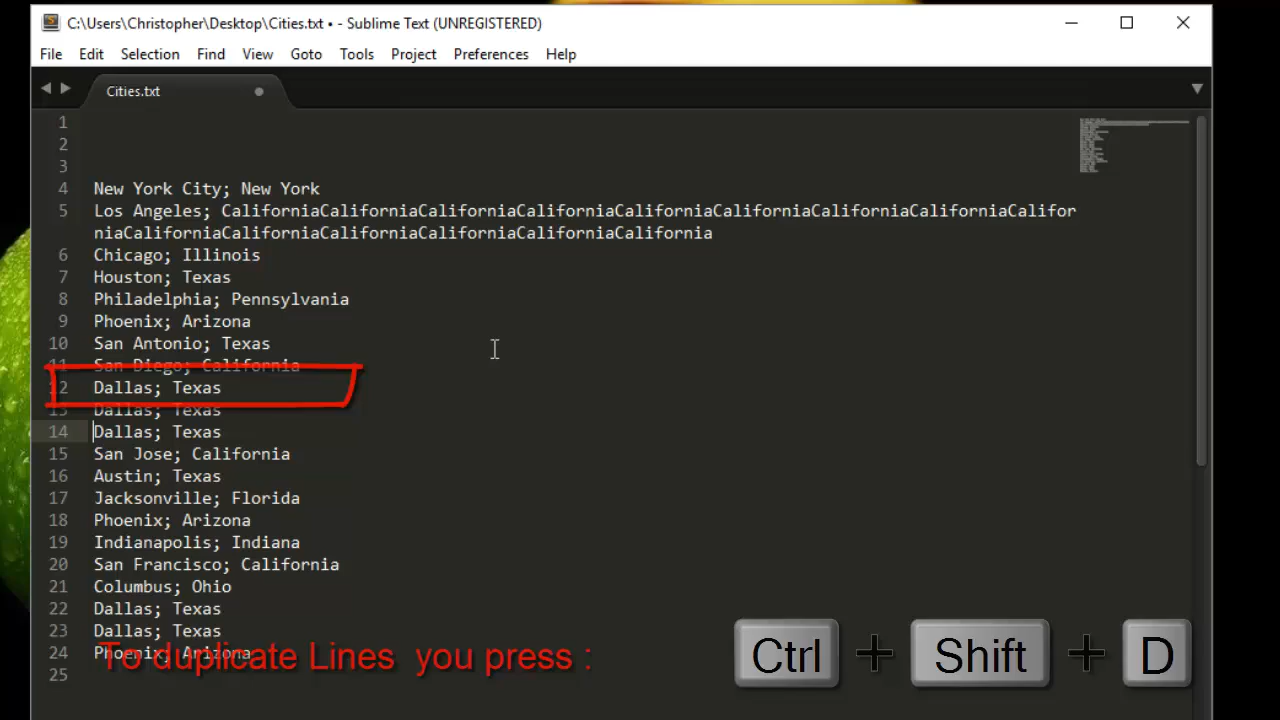 C:\Users\Christopher\Desktop\Cities.txt • - Sublime Text (UNREGISTERED)
File Edit Selection Find View Goto Tools Project Preferences Help
Cities.txt
1
2
3
4 New York City; New York
5 Los Angeles; CaliforniaCaliforniaCaliforniaCaliforniaCaliforniaCaliforniaCaliforniaCaliforniaCalifor
niaCaliforniaCaliforniaCaliforniaCaliforniaCaliforniaCalifornia
6 Chicago; Illinois
7 Houston; Texas
8 Philadelphia; Pennsylvania
9 Phoenix; Arizona
10 San Antonio; Texas
11 San Diego; California
12 Dallas; Texas
13 Dallas; Texas
14 Dallas; Texas
15 San Jose; California
16 Austin; Texas
17 Jacksonville; Florida
18 Phoenix; Arizona
19 Indianapolis; Indiana
20 San Francisco; California
21 Columbus; Ohio
22 Dallas; Texas
23 Dallas; Texas
24 Phoenix; Arizona
25
To duplicate Lines you press : Ctrl + Shift + D